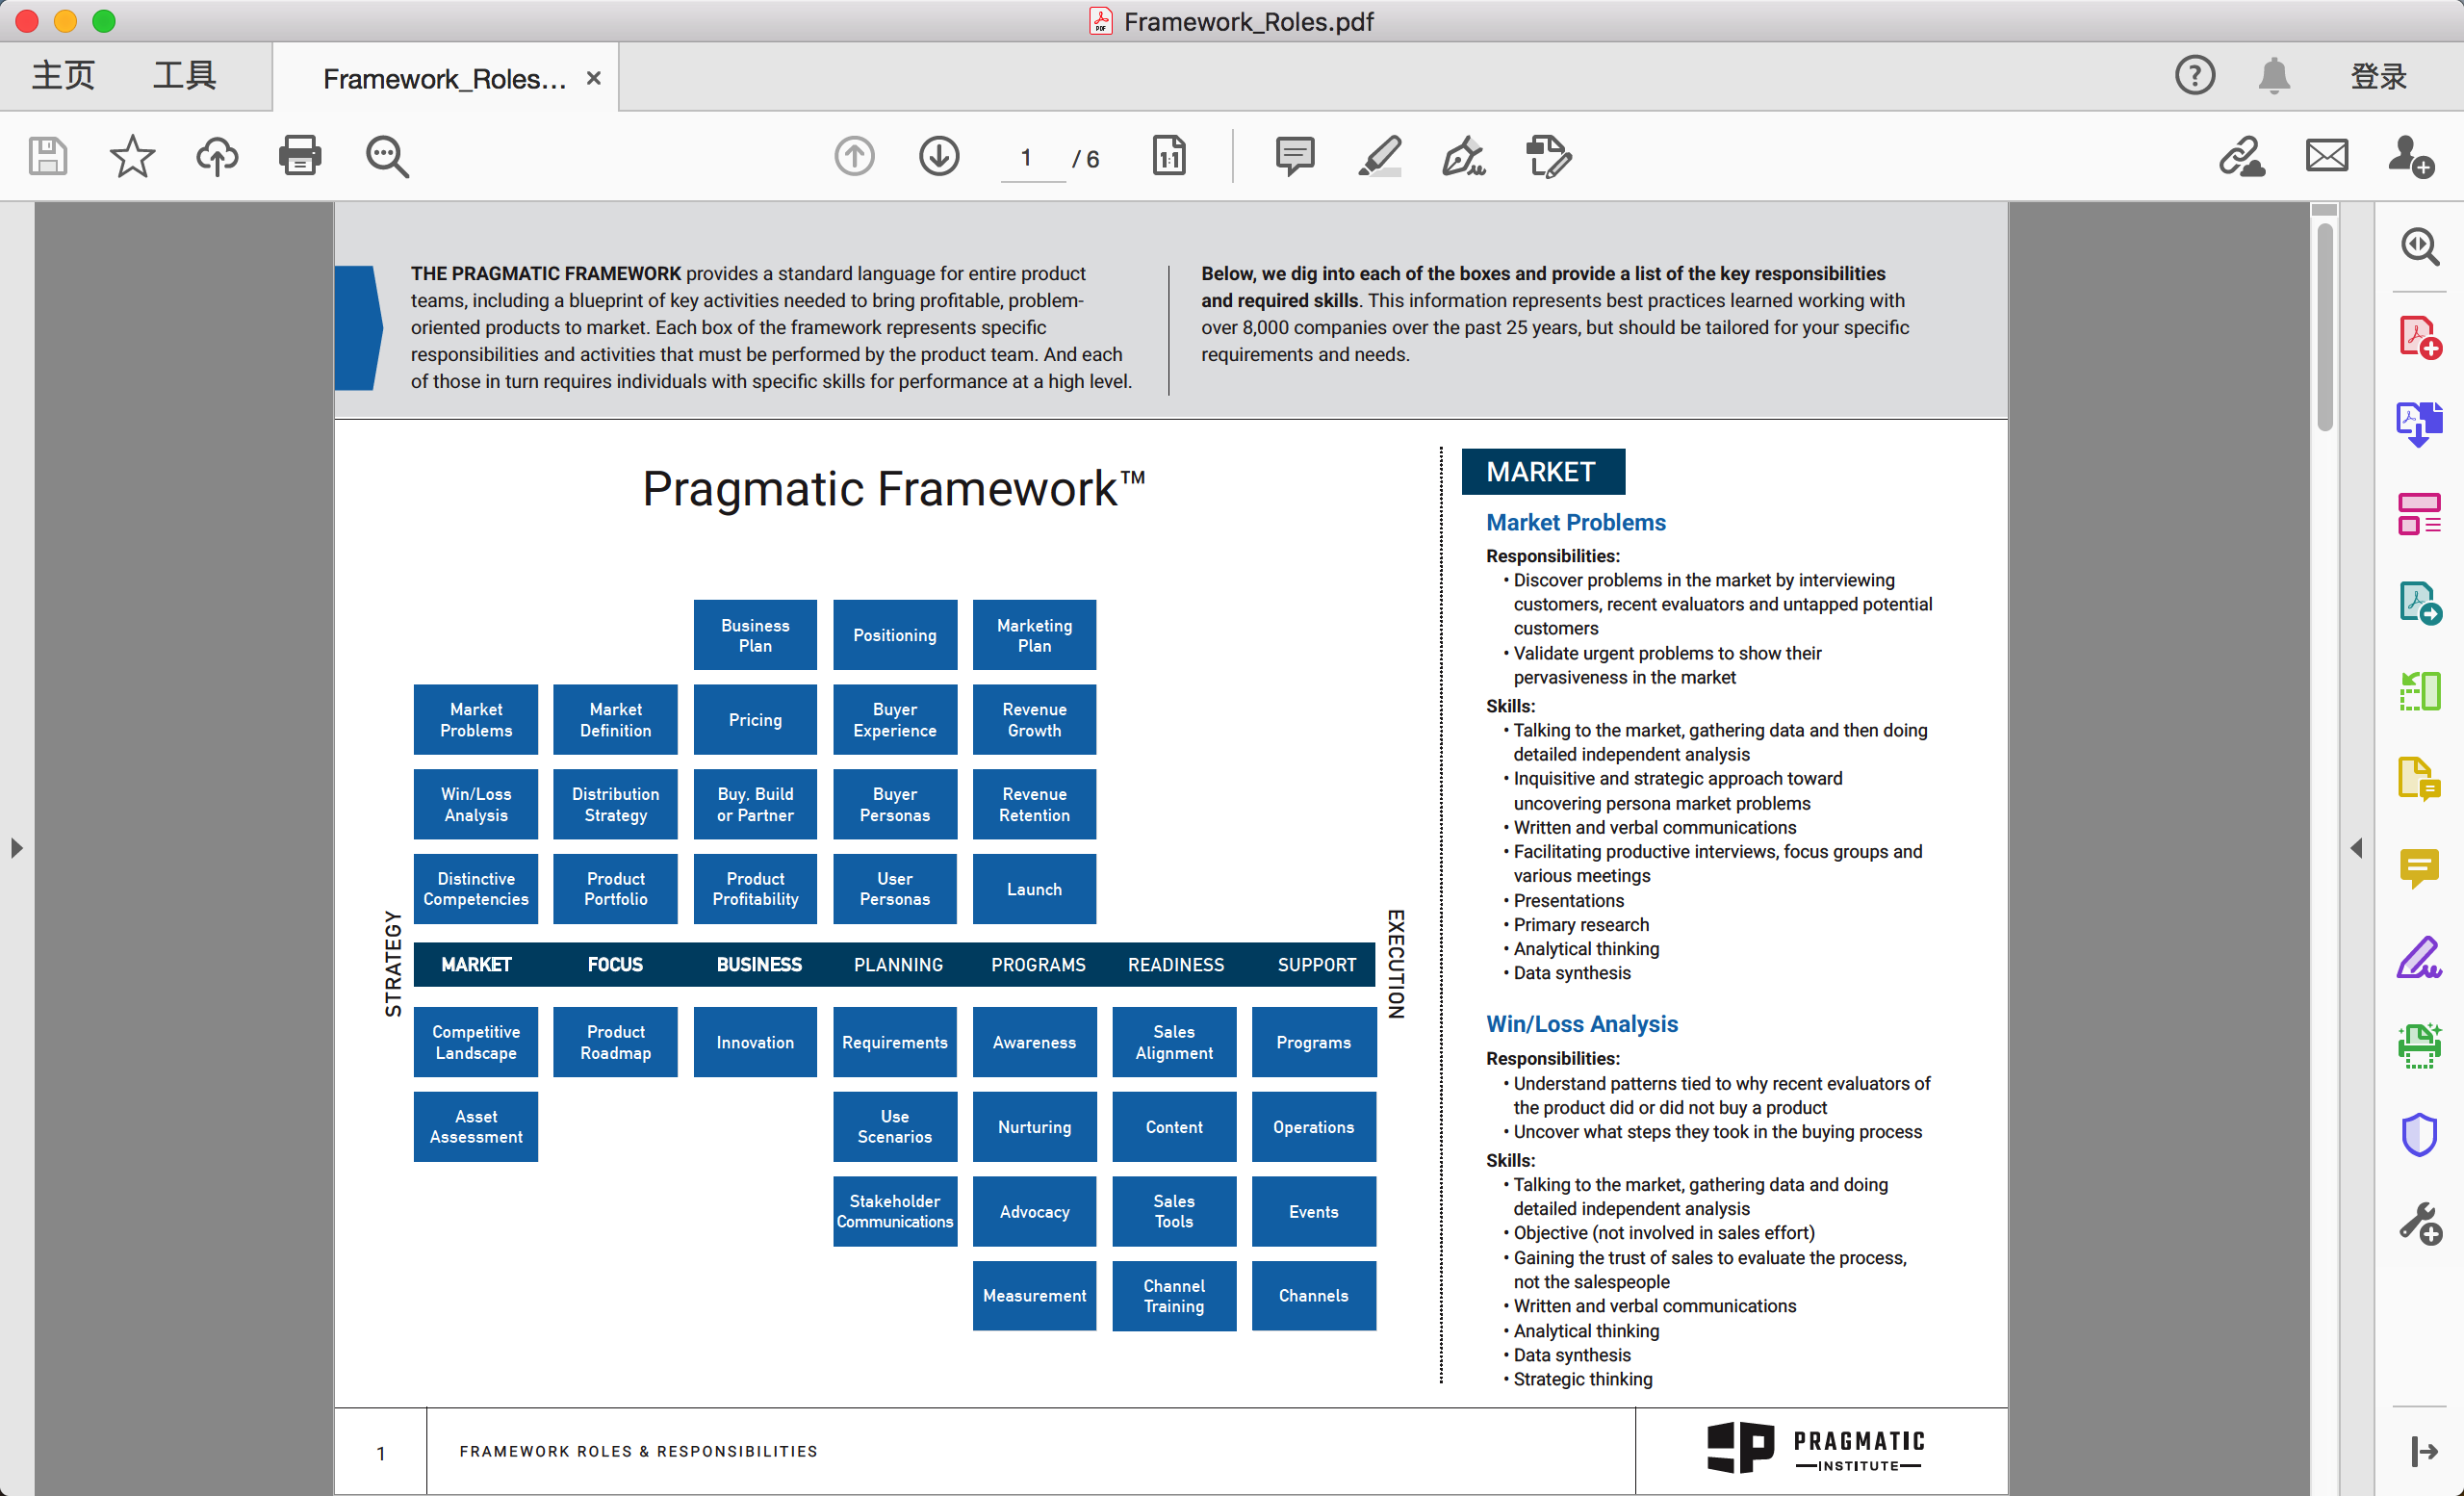 Framework_Roles.pdf
主页
工具
Framework_Roles...
登录
1 / 6
1:1
THE PRAGMATIC FRAMEWORK provides a standard language for entire product
teams, including a blueprint of key activities needed to bring profitable, problem-
oriented products to market. Each box of the framework represents specific
responsibilities and activities that must be performed by the product team. And each
of those in turn requires individuals with specific skills for performance at a high level.
Below, we dig into each of the boxes and provide a list of the key responsibilities
and required skills. This information represents best practices learned working with
over 8,000 companies over the past 25 years, but should be tailored for your specific
requirements and needs.
Pragmatic Framework™
Business
Plan
Positioning
Marketing
Plan
Market
Problems
Market
Definition
Pricing
Buyer
Experience
Revenue
Growth
Win/Loss
Analysis
Distribution
Strategy
Buy, Build
or Partner
Buyer
Personas
Revenue
Retention
Distinctive
Competencies
Product
Portfolio
Product
Profitability
User
Personas
Launch
STRATEGY
MARKET FOCUS BUSINESS PLANNING PROGRAMS READINESS SUPPORT
EXECUTION
Competitive
Landscape
Product
Roadmap
Innovation
Requirements
Awareness
Sales
Alignment
Programs
Asset
Assessment
Use
Scenarios
Nurturing
Content
Operations
Stakeholder
Communications
Advocacy
Sales
Tools
Events
Measurement
Channel
Training
Channels
MARKET
Market Problems
Responsibilities:
• Discover problems in the market by interviewing
customers, recent evaluators and untapped potential
customers
• Validate urgent problems to show their
pervasiveness in the market
Skills:
• Talking to the market, gathering data and then doing
detailed independent analysis
• Inquisitive and strategic approach toward
uncovering persona market problems
• Written and verbal communications
• Facilitating productive interviews, focus groups and
various meetings
• Presentations
• Primary research
• Analytical thinking
• Data synthesis
Win/Loss Analysis
Responsibilities:
• Understand patterns tied to why recent evaluators of
the product did or did not buy a product
• Uncover what steps they took in the buying process
Skills:
• Talking to the market, gathering data and doing
detailed independent analysis
• Objective (not involved in sales effort)
• Gaining the trust of sales to evaluate the process,
not the salespeople
• Written and verbal communications
• Analytical thinking
• Data synthesis
• Strategic thinking
1
FRAMEWORK ROLES & RESPONSIBILITIES
PRAGMATIC
INSTITUTE